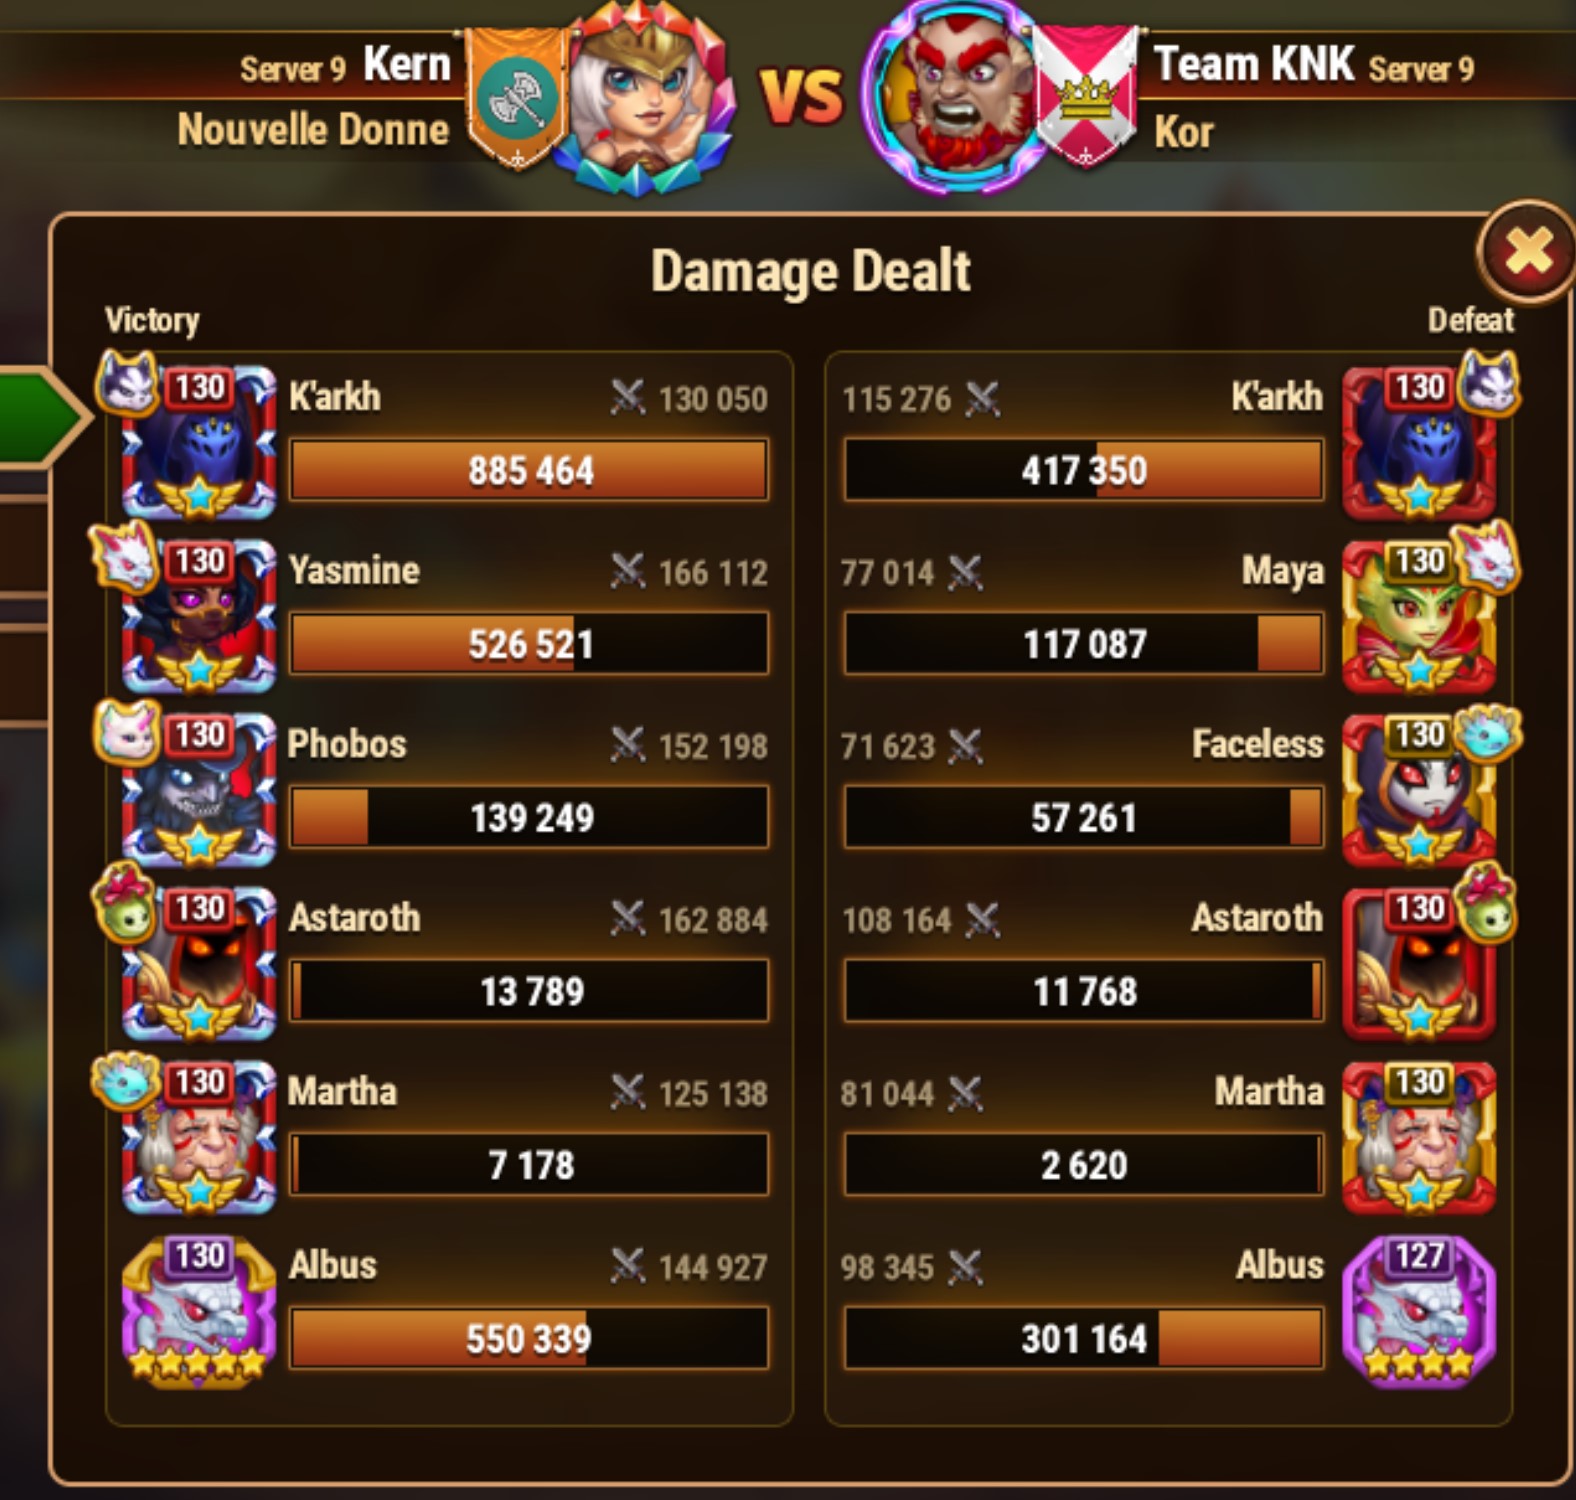 Server 9 Kern VS Team KNK Server 9
Nouvelle Donne Kor
Damage Dealt
Victory Defeat
130 K'arkh 130 050 115 276 K'arkh 130
885 464 417 350
130 Yasmine 166 112 77 014 Maya 130
526 521 117 087
130 Phobos 152 198 71 623 Faceless 130
139 249 57 261
130 Astaroth 162 884 108 164 Astaroth 130
13 789 11 768
130 Martha 125 138 81 044 Martha 130
7 178 2 620
130 Albus 144 927 98 345 Albus 127
550 339 301 164